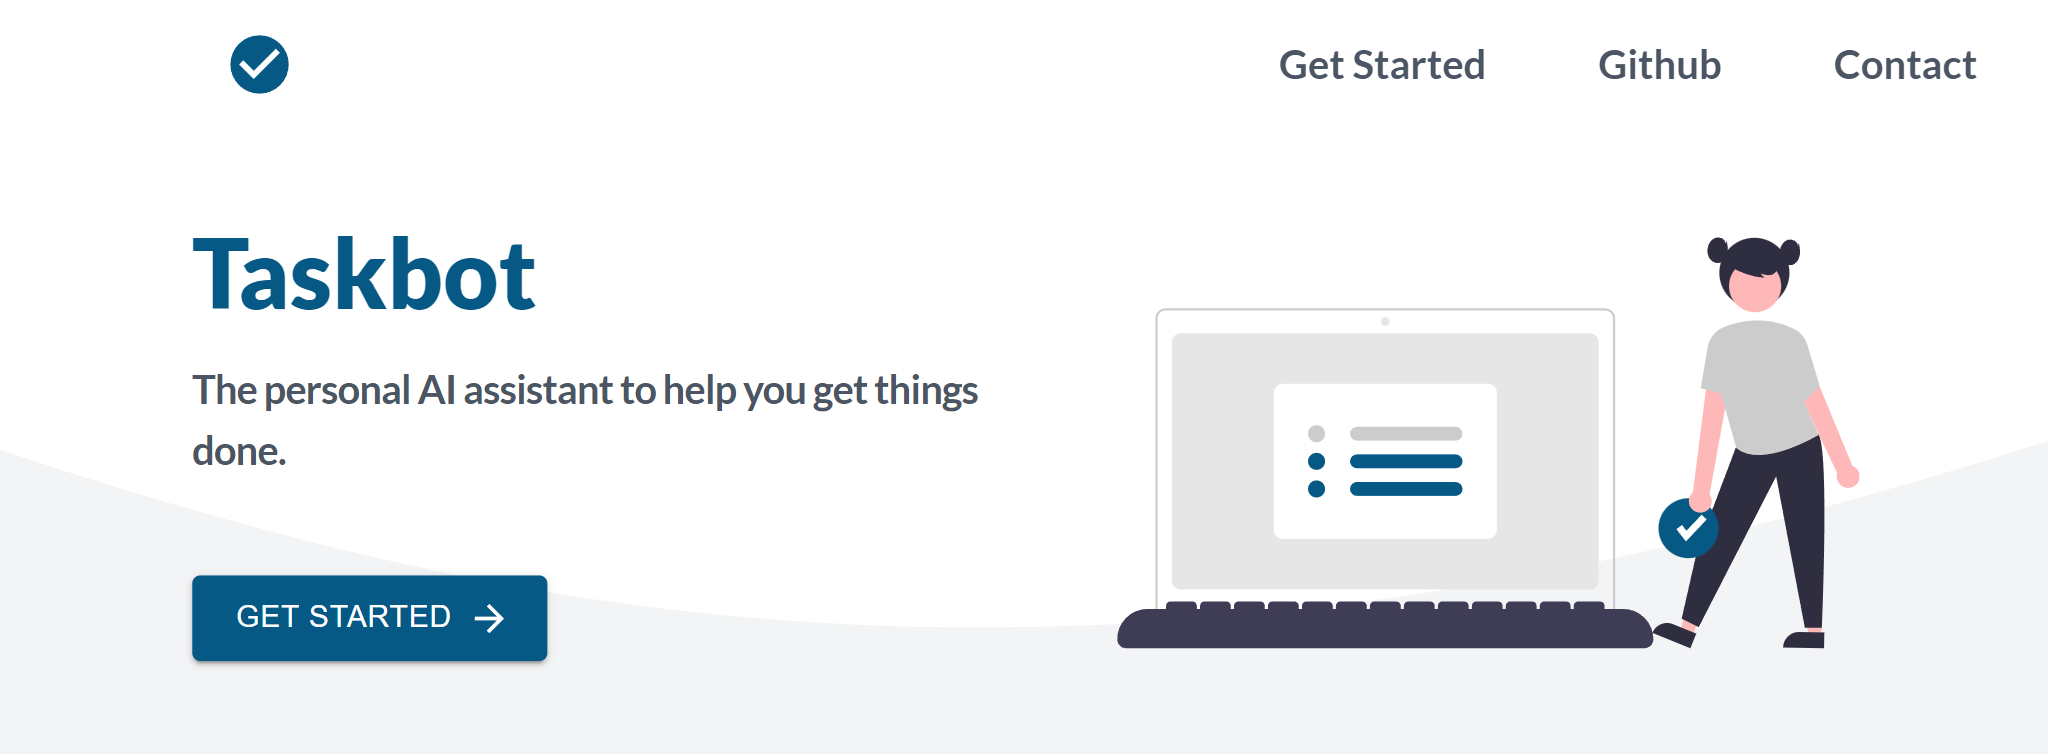 Get Started Github Contact
Taskbot
The personal AI assistant to help you get things
done.
GET STARTED